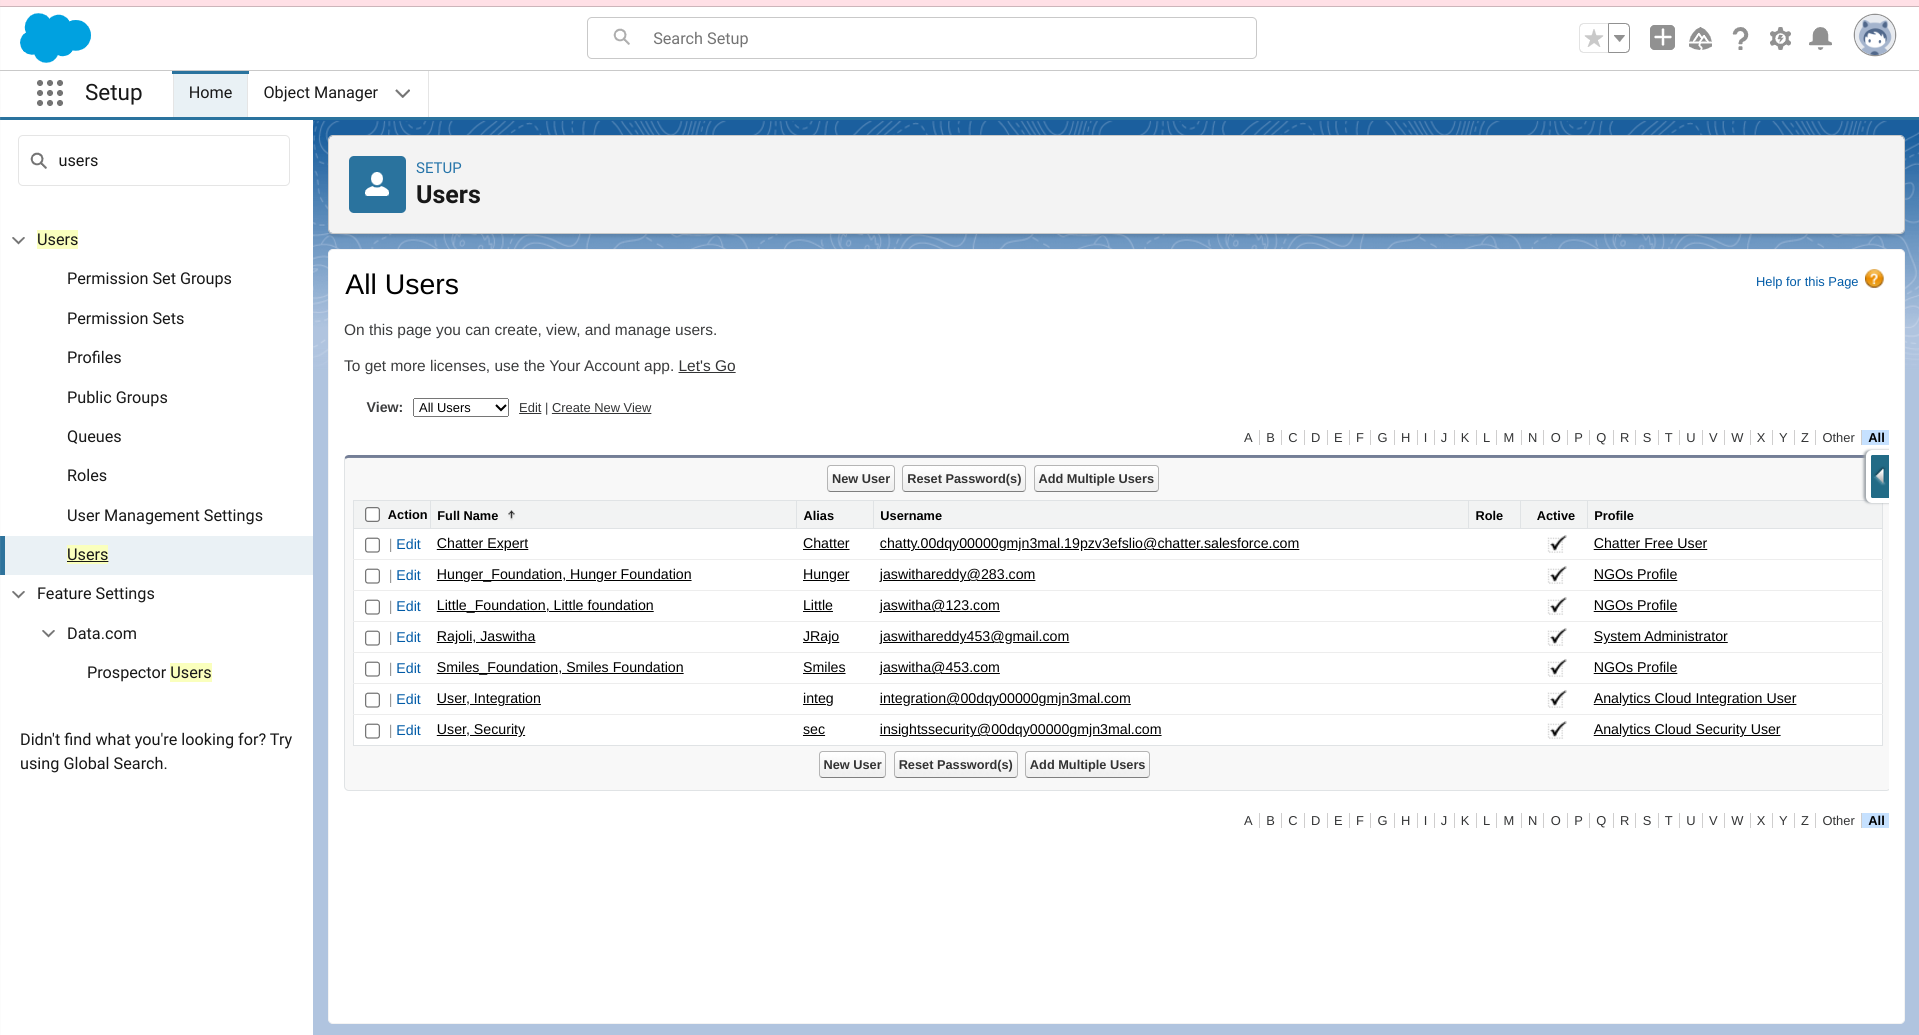 Search Setup
Setup
Home
Object Manager
users
Users
Permission Set Groups
Permission Sets
Profiles
Public Groups
Queues
Roles
User Management Settings
Users
Feature Settings
Data.com
Prospector Users
Didn't find what you're looking for? Try
using Global Search.
SETUP
Users
All Users
Help for this Page ?
On this page you can create, view, and manage users.
To get more licenses, use the Your Account app. Let's Go
View: All Users Edit | Create New View
A | B | C | D | E | F | G | H | I | J | K | L | M | N | O | P | Q | R | S | T | U | V | W | X | Y | Z | Other All
New User Reset Password(s) Add Multiple Users
Action Full Name ↑ Alias Username Role Active Profile
| Edit Chatter Expert Chatter chatty.00dqy00000gmjn3mal.19pzv3efslio@chatter.salesforce.com ✓ Chatter Free User
| Edit Hunger_Foundation, Hunger Foundation Hunger jaswithareddy@283.com ✓ NGOs Profile
| Edit Little_Foundation, Little foundation Little jaswitha@123.com ✓ NGOs Profile
| Edit Rajoli, Jaswitha JRajo jaswithareddy453@gmail.com ✓ System Administrator
| Edit Smiles_Foundation, Smiles Foundation Smiles jaswitha@453.com ✓ NGOs Profile
| Edit User, Integration integ integration@00dqy00000gmjn3mal.com ✓ Analytics Cloud Integration User
| Edit User, Security sec insightssecurity@00dqy00000gmjn3mal.com ✓ Analytics Cloud Security User
New User Reset Password(s) Add Multiple Users
A | B | C | D | E | F | G | H | I | J | K | L | M | N | O | P | Q | R | S | T | U | V | W | X | Y | Z | Other All